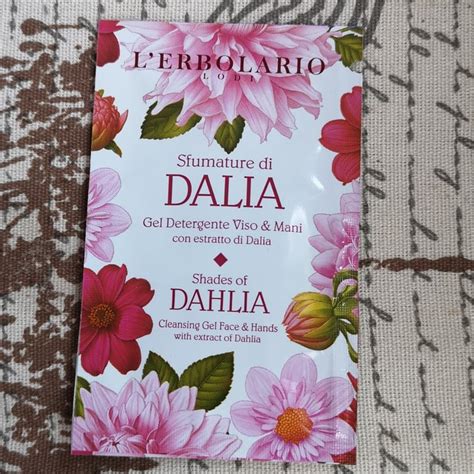 L'ERBOLARIO
LODI
Sfumature di
DALIA
Gel Detergente Viso & Mani
con estratto di Dalia
Shades of
DAHLIA
Cleansing Gel Face & Hands
with extract of Dahlia